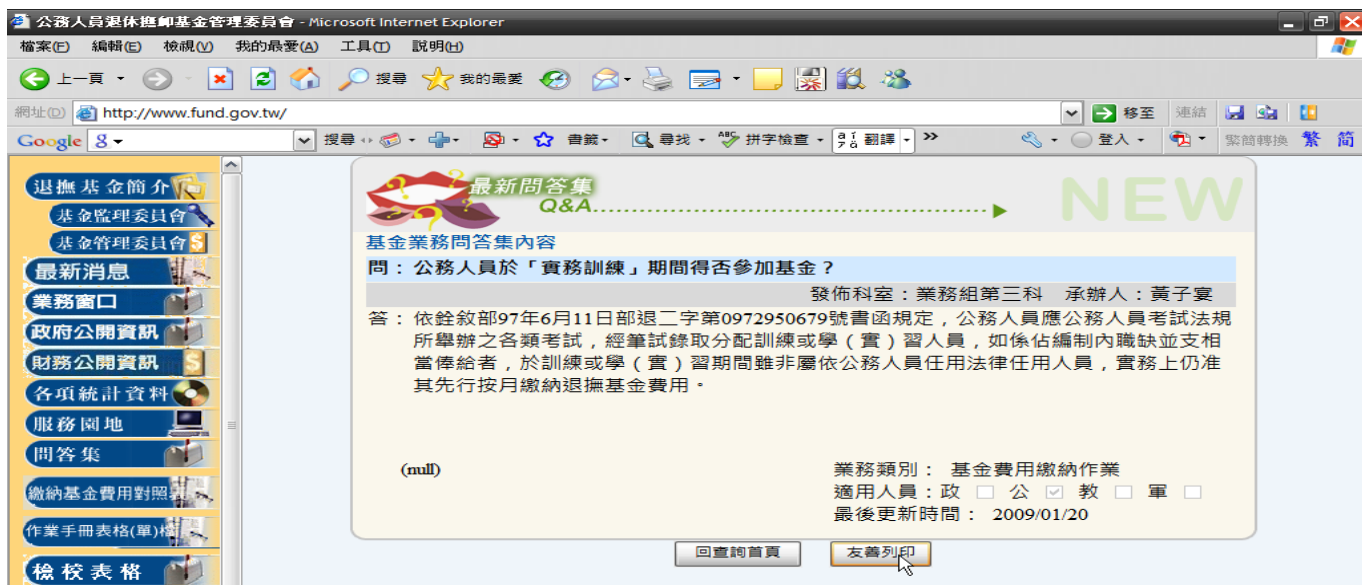 公務人員退休撫卹基金管理委員會 - Microsoft Internet Explorer
檔案(F) 編輯(E) 檢視(V) 我的最愛(A) 工具(T) 說明(H)
上一頁 搜尋 我的最愛
網址(D) http://www.fund.gov.tw/ 移至 連結
Google 搜尋 書籤 尋找 拼字檢查 翻譯 » 登入 繁簡轉換 繁 简
退撫基金簡介
基金監理委員會
基金管理委員會
最新消息
業務窗口
政府公開資訊
財務公開資訊
各項統計資料
服務園地
問答集
繳納基金費用對照
作業手冊表格(單)檔
檢校表格
最新問答集
Q&A
NEW
基金業務問答集內容
問：公務人員於「實務訓練」期間得否參加基金？
發佈科室：業務組第三科 承辦人：黃子宴
答：依銓敘部97年6月11日部退二字第0972950679號書函規定，公務人員應公務人員考試法規
所舉辦之各類考試，經筆試錄取分配訓練或學（實）習人員，如係佔編制內職缺並支相
當俸給者，於訓練或學（實）習期間雖非屬依公務人員任用法律任用人員，實務上仍准
其先行按月繳納退撫基金費用。
(null)
業務類別： 基金費用繳納作業
適用人員：政 □ 公 ☑ 教 □ 軍 □
最後更新時間： 2009/01/20
回查詢首頁 友善列印